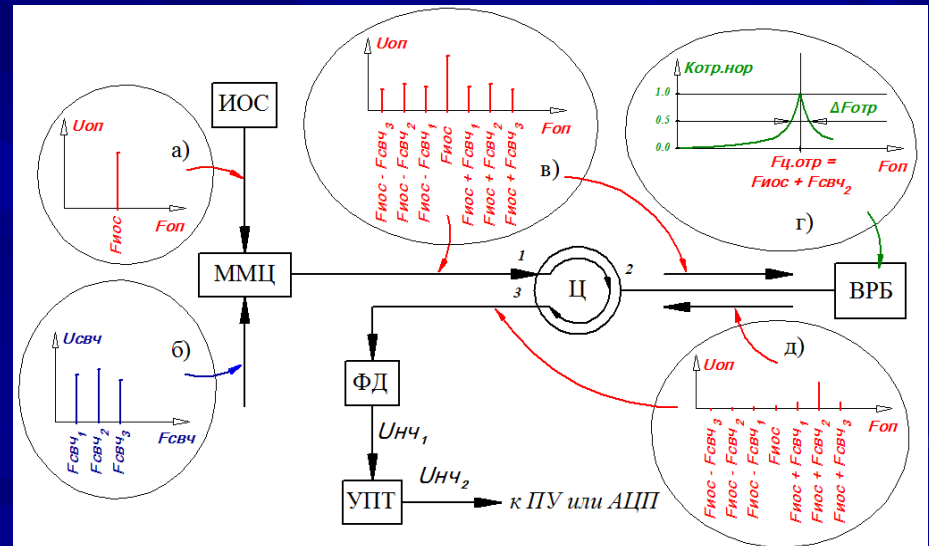 ИОС
Uоп
а)
Fиос
Fоп
ММЦ
Uсвч
б)
Fсвч₁
Fсвч₂
Fсвч₃
Fсвч
Uоп
Fоп
Fиос - Fсвч₃
Fиос - Fсвч₂
Fиос - Fсвч₁
Fиос
Fиос + Fсвч₁
Fиос + Fсвч₂
Fиос + Fсвч₃
в)
Kотр.нор
1.0
0.5
ΔFотр
Fц.отр =
Fиос + Fсвч₂
Fоп
г)
1
2
3
Ц
ВРБ
д)
Uоп
Fоп
Fиос - Fсвч₃
Fиос - Fсвч₂
Fиос - Fсвч₁
Fиос
Fиос + Fсвч₁
Fиос + Fсвч₂
Fиос + Fсвч₃
ФД
Uнч₁
УПТ
Uнч₂
к ПУ или АЦП